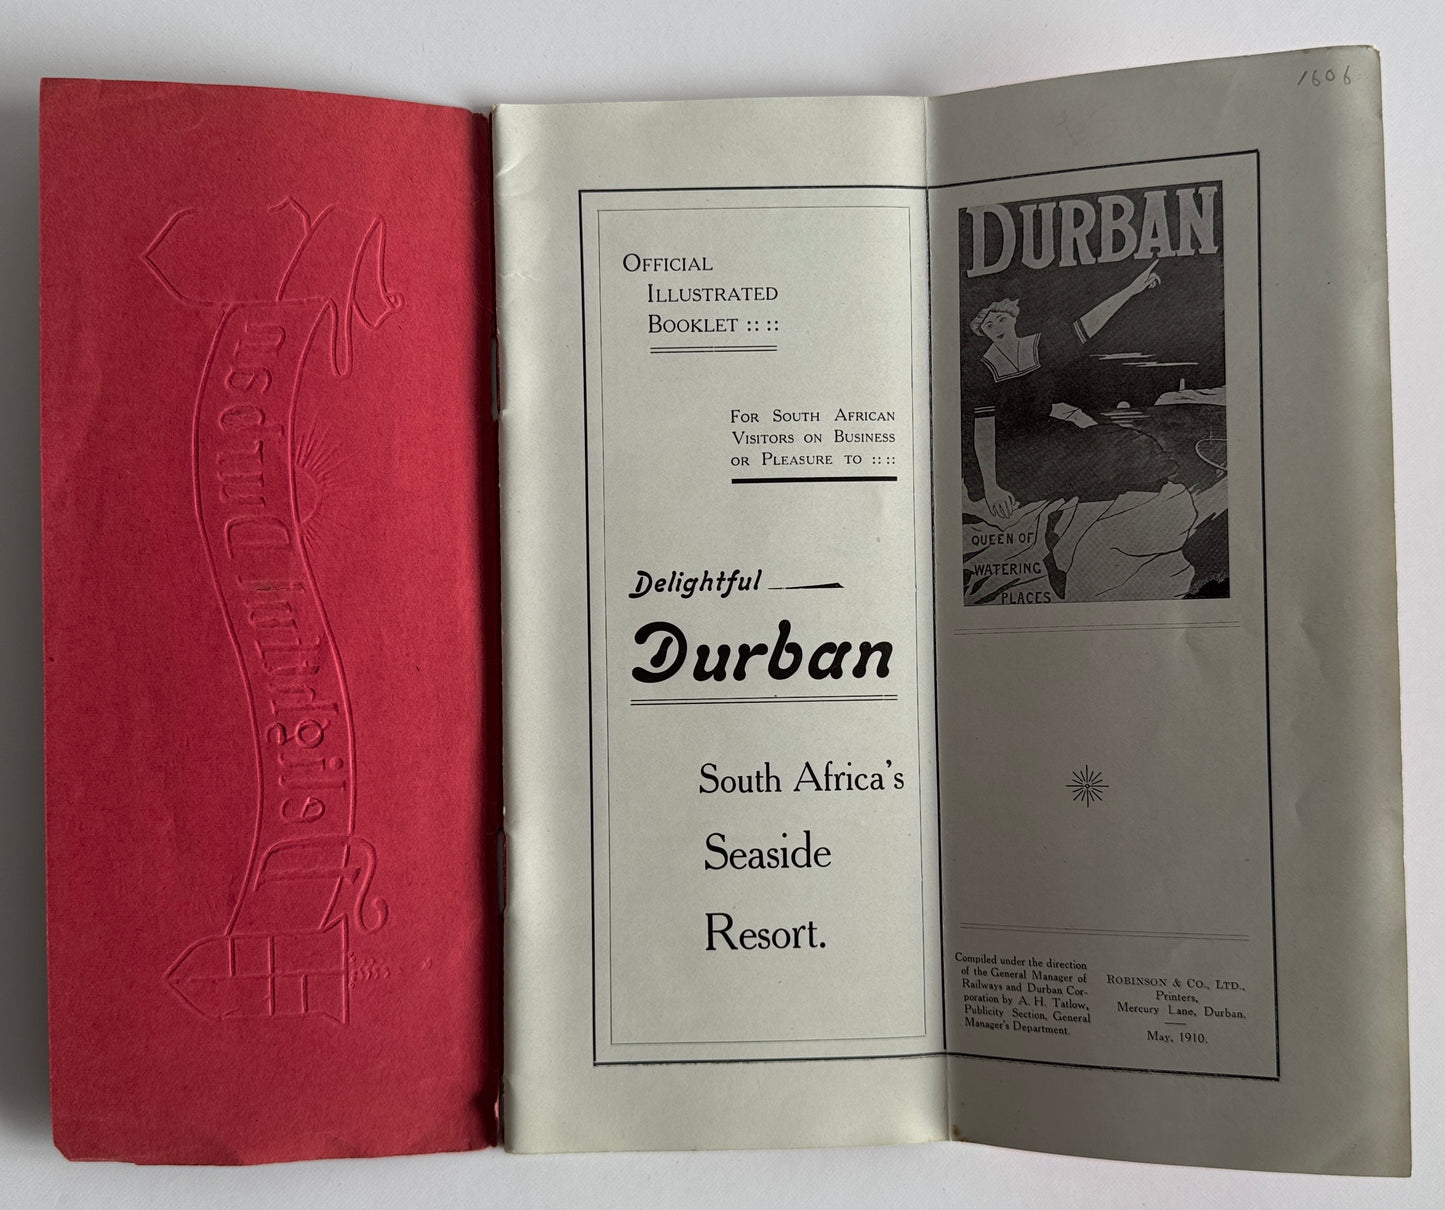 Delightful Durban
OFFICIAL
ILLUSTRATED
BOOKLET :: ::
FOR SOUTH AFRICAN
VISITORS ON BUSINESS
OR PLEASURE TO :: ::
Delightful
Durban
South Africa's
Seaside
Resort.
1606
DURBAN
QUEEN OF
WATERING
PLACES
Compiled under the direction
of the General Manager of
Railways and Durban Cor-
poration by A. H. Tatlow,
Publicity Section, General
Manager's Department.
ROBINSON & CO., LTD.,
Printers,
Mercury Lane, Durban.
May, 1910.